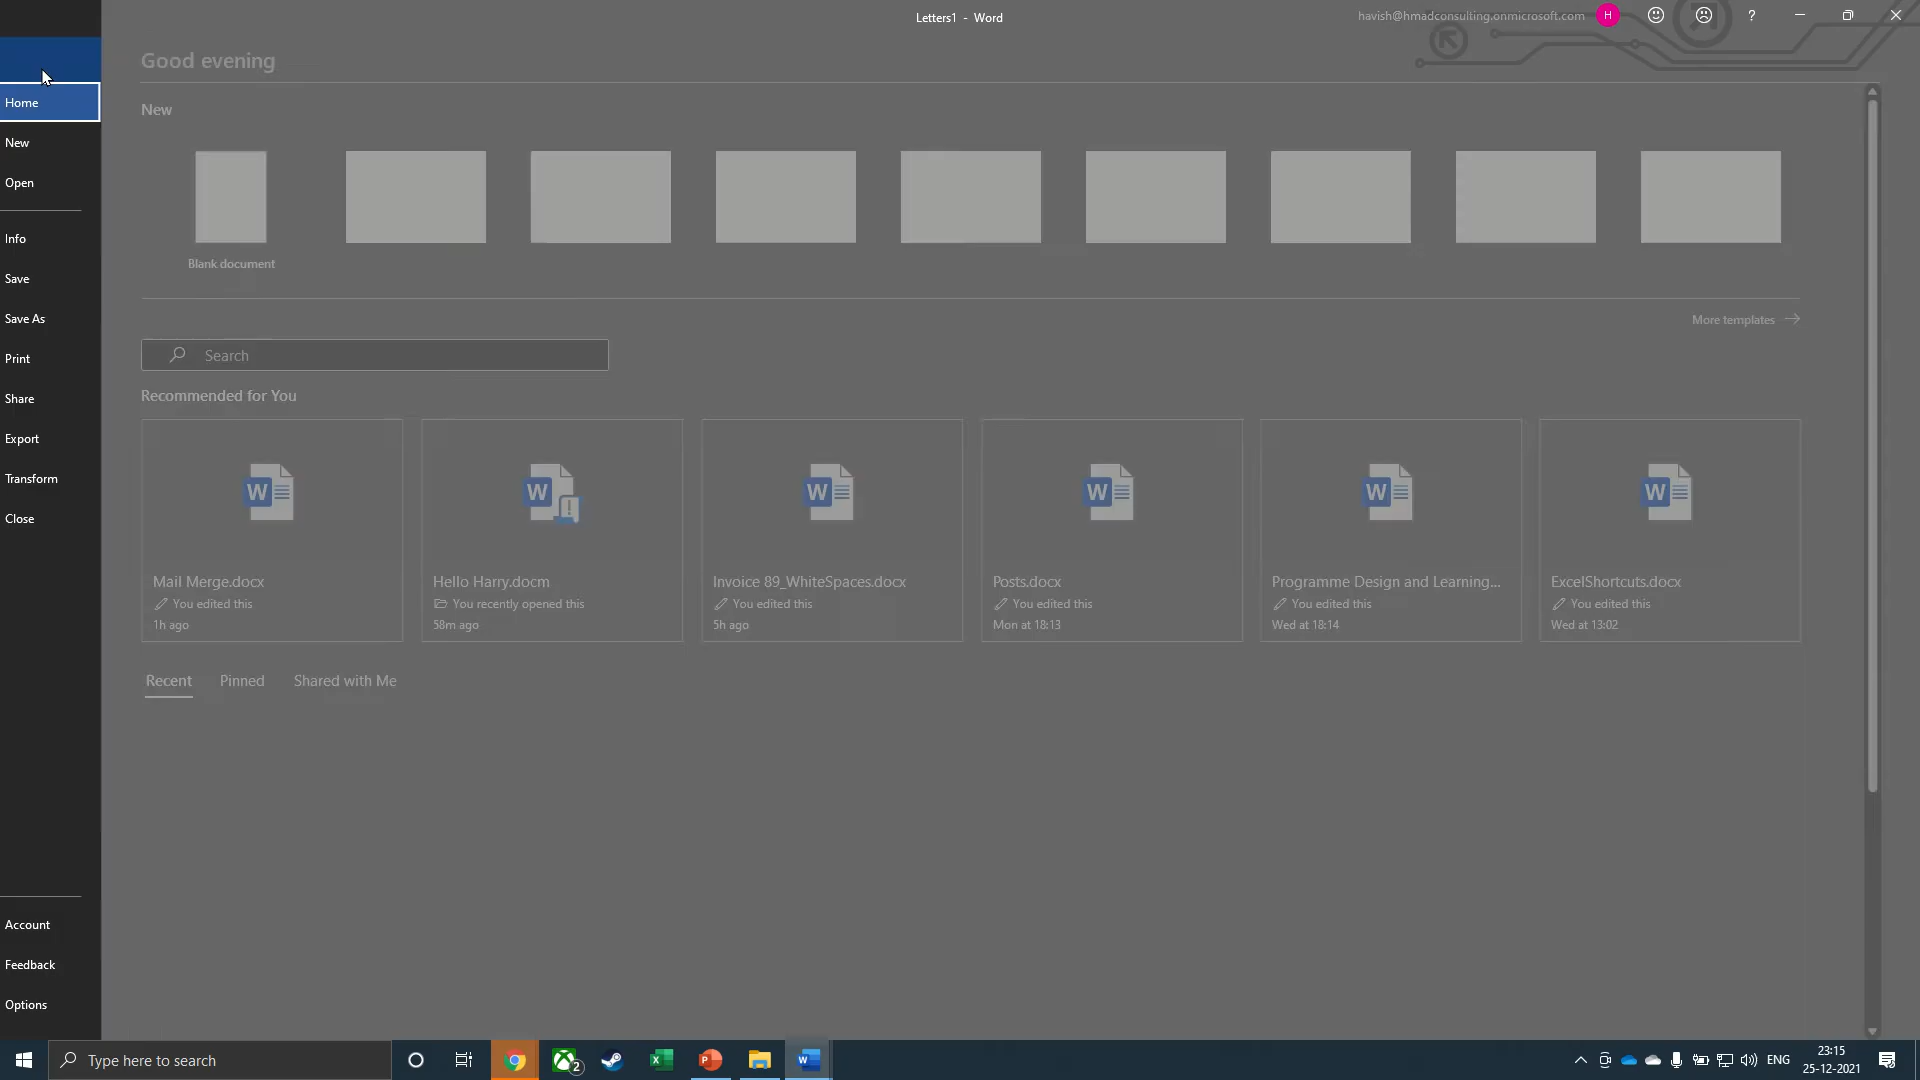 Letters1 - Word
havish@hmadconsulting.onmicrosoft.com
H
?
Good evening
Home
New
Open
Info
Save
Save As
Print
Share
Export
Transform
Close
Account
Feedback
Options
New
Blank document
More templates
Search
Recommended for You
W
Mail Merge.docx
You edited this
1h ago
W
Hello Harry.docm
You recently opened this
58m ago
W
Invoice 89_WhiteSpaces.docx
You edited this
5h ago
W
Posts.docx
You edited this
Mon at 18:13
W
Programme Design and Learning...
You edited this
Wed at 18:14
W
ExcelShortcuts.docx
You edited this
Wed at 13:02
Recent Pinned Shared with Me
Type here to search
2
X
P
W
ENG
23:15
25-12-2021